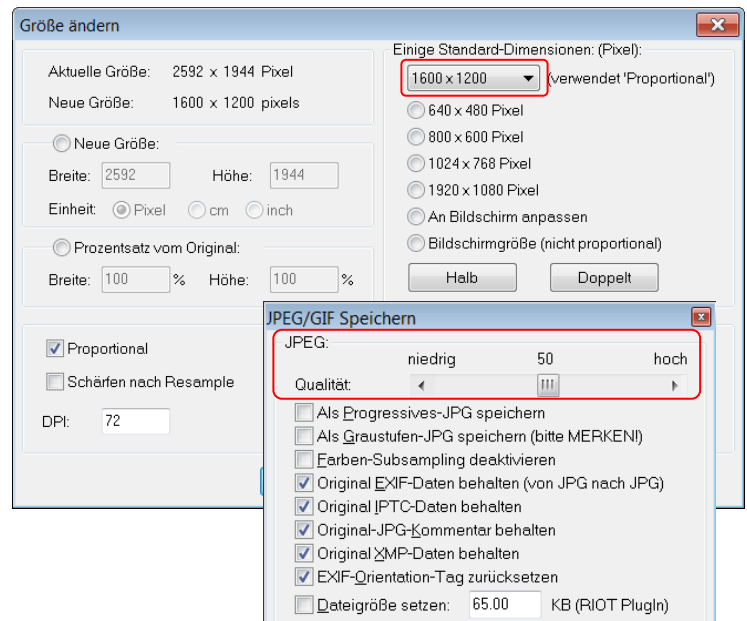 Größe ändern
Aktuelle Größe: 2592 x 1944 Pixel
Neue Größe: 1600 x 1200 pixels
Neue Größe:
Breite: 2592 Höhe: 1944
Einheit: Pixel cm inch
Prozentsatz vom Original:
Breite: 100 % Höhe: 100 %
Proportional
Schärfen nach Resample
DPI: 72
Einige Standard-Dimensionen: (Pixel):
1600 x 1200 (verwendet 'Proportional')
640 x 480 Pixel
800 x 600 Pixel
1024 x 768 Pixel
1920 x 1080 Pixel
An Bildschirm anpassen
Bildschirmgröße (nicht proportional)
Halb Doppelt
JPEG/GIF Speichern
JPEG:
niedrig 50 hoch
Qualität:
Als Progressives-JPG speichern
Als Graustufen-JPG speichern (bitte MERKEN!)
Farben-Subsampling deaktivieren
Original EXIF-Daten behalten (von JPG nach JPG)
Original IPTC-Daten behalten
Original-JPG-Kommentar behalten
Original XMP-Daten behalten
EXIF-Orientation-Tag zurücksetzen
Dateigröße setzen: 65.00 KB (RIOT PlugIn)